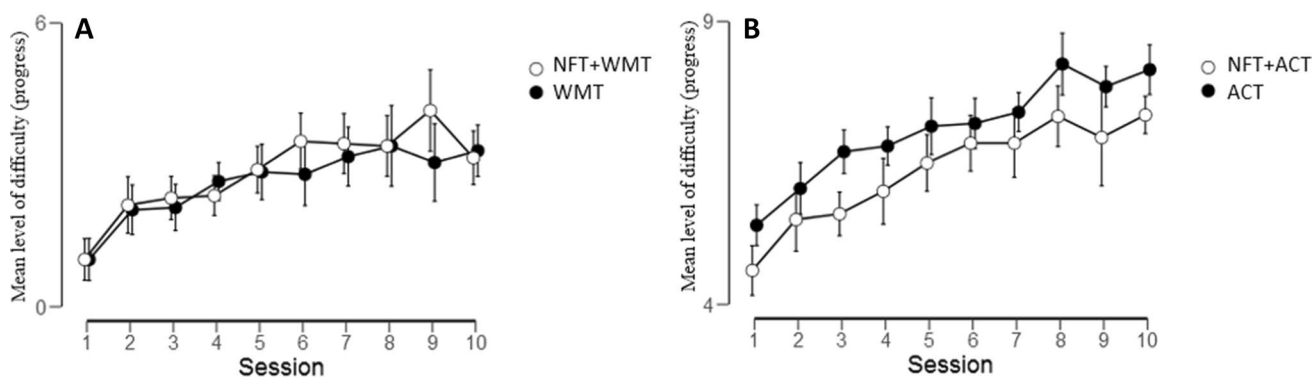 A
Mean level of difficulty (progress)
6
0
1 2 3 4 5 6 7 8 9 10
Session
NFT+WMT
WMT
B
Mean level of difficulty (progress)
9
4
1 2 3 4 5 6 7 8 9 10
Session
NFT+ACT
ACT